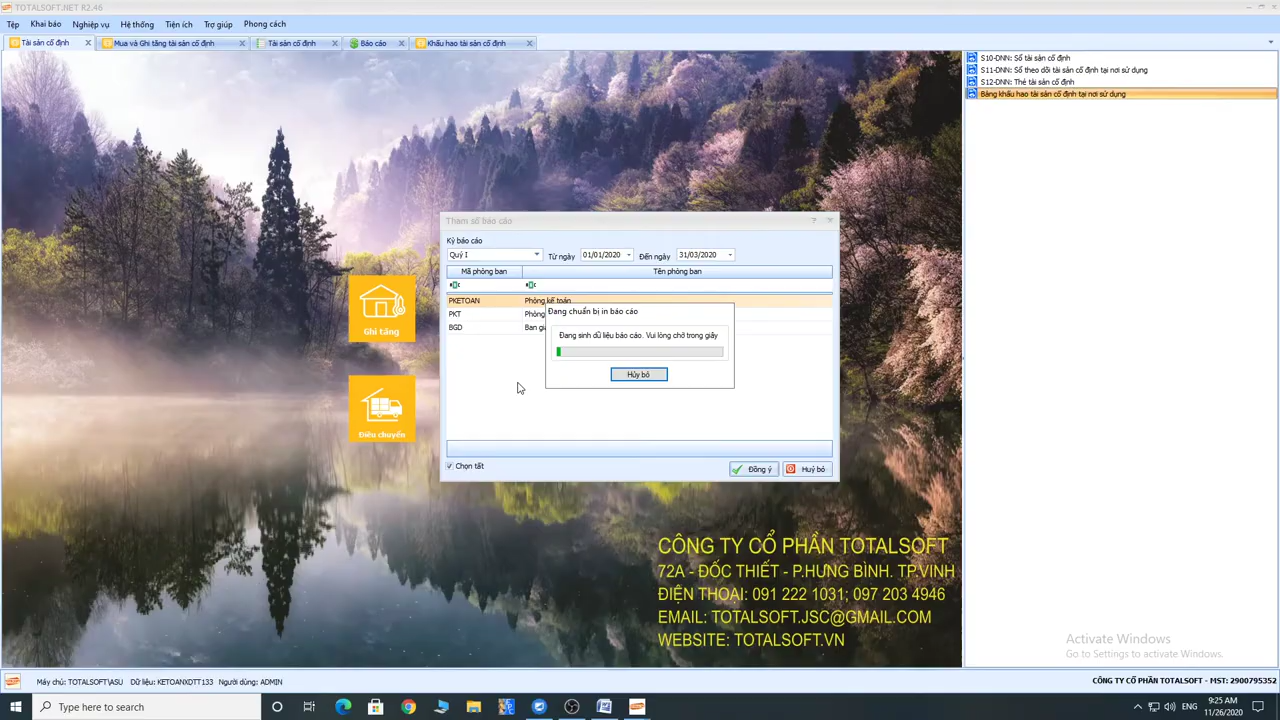 TOTALSOFT.NET R2.46
Tệp Khai báo Nghiệp vụ Hệ thống Tiện ích Trợ giúp Phong cách
Tài sản cố định Mua và Ghi tăng tài sản cố định Tài sản cố định Báo cáo Khấu hao tài sản cố định
S10-DNN: Sổ tài sản cố định
S11-DNN: Sổ theo dõi tài sản cố định tại nơi sử dụng
S12-DNN: Thẻ tài sản cố định
Bảng khấu hao tài sản cố định tại nơi sử dụng
Tham số báo cáo
Kỳ báo cáo
Quý I Từ ngày 01/01/2020 Đến ngày 31/03/2020
Mã phòng ban Tên phòng ban
PKETOAN Phòng kế toán
PKT Phòng
BGD Ban
Đang chuẩn bị in báo cáo
Đang sinh dữ liệu báo cáo. Vui lòng chờ trong giây
Hủy bỏ
Chọn tất
Đồng ý Huỷ bỏ
Ghi tăng
Điều chuyển
CÔNG TY CỔ PHẦN TOTALSOFT
72A - ĐỐC THIẾT - P.HƯNG BÌNH. TP.VINH
ĐIỆN THOẠI: 091 222 1031; 097 203 4946
EMAIL: TOTALSOFT.JSC@GMAIL.COM
WEBSITE: TOTALSOFT.VN
Activate Windows
Go to Settings to activate Windows.
Máy chủ: TOTALSOFT\ASU Dữ liệu: KETOANXDTT133 Người dùng: ADMIN
CÔNG TY CỔ PHẦN TOTALSOFT - MST: 2900795352
Type here to search
ENG
9:25 AM
11/26/2020